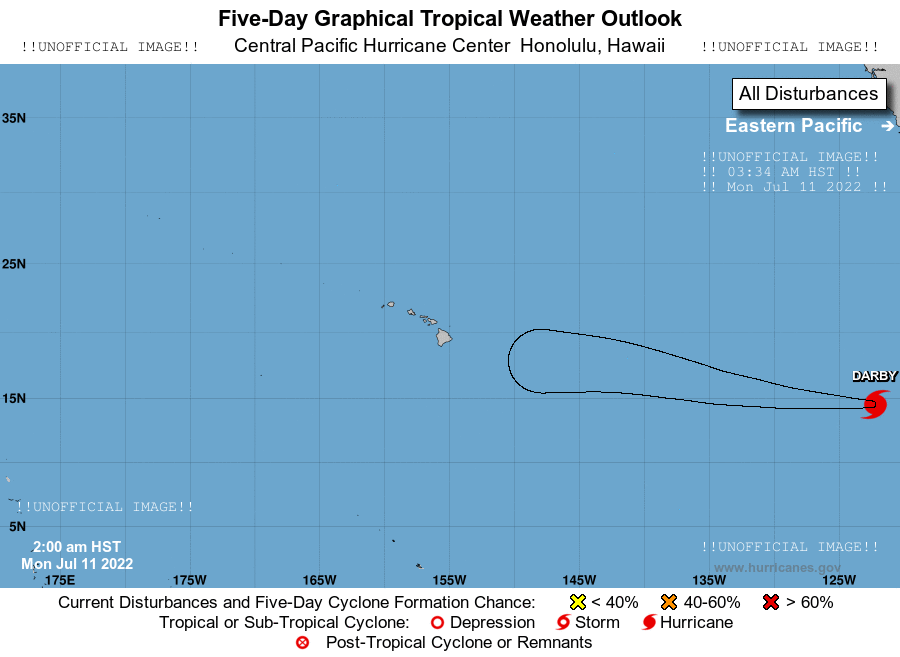 Five-Day Graphical Tropical Weather Outlook
!!UNOFFICIAL IMAGE!! Central Pacific Hurricane Center Honolulu, Hawaii !!UNOFFICIAL IMAGE!!
All Disturbances
35N
Eastern Pacific
!!UNOFFICIAL IMAGE!!
!! 03:34 AM HST !!
!! Mon Jul 11 2022 !!
25N
DARBY
15N
!!UNOFFICIAL IMAGE!!
5N
2:00 am HST
!!UNOFFICIAL IMAGE!!
Mon Jul 11 2022
www.hurricanes.gov
175E 175W 165W 155W 145W 135W 125W
Current Disturbances and Five-Day Cyclone Formation Chance: < 40% 40-60% > 60%
Tropical or Sub-Tropical Cyclone: Depression Storm Hurricane
Post-Tropical Cyclone or Remnants